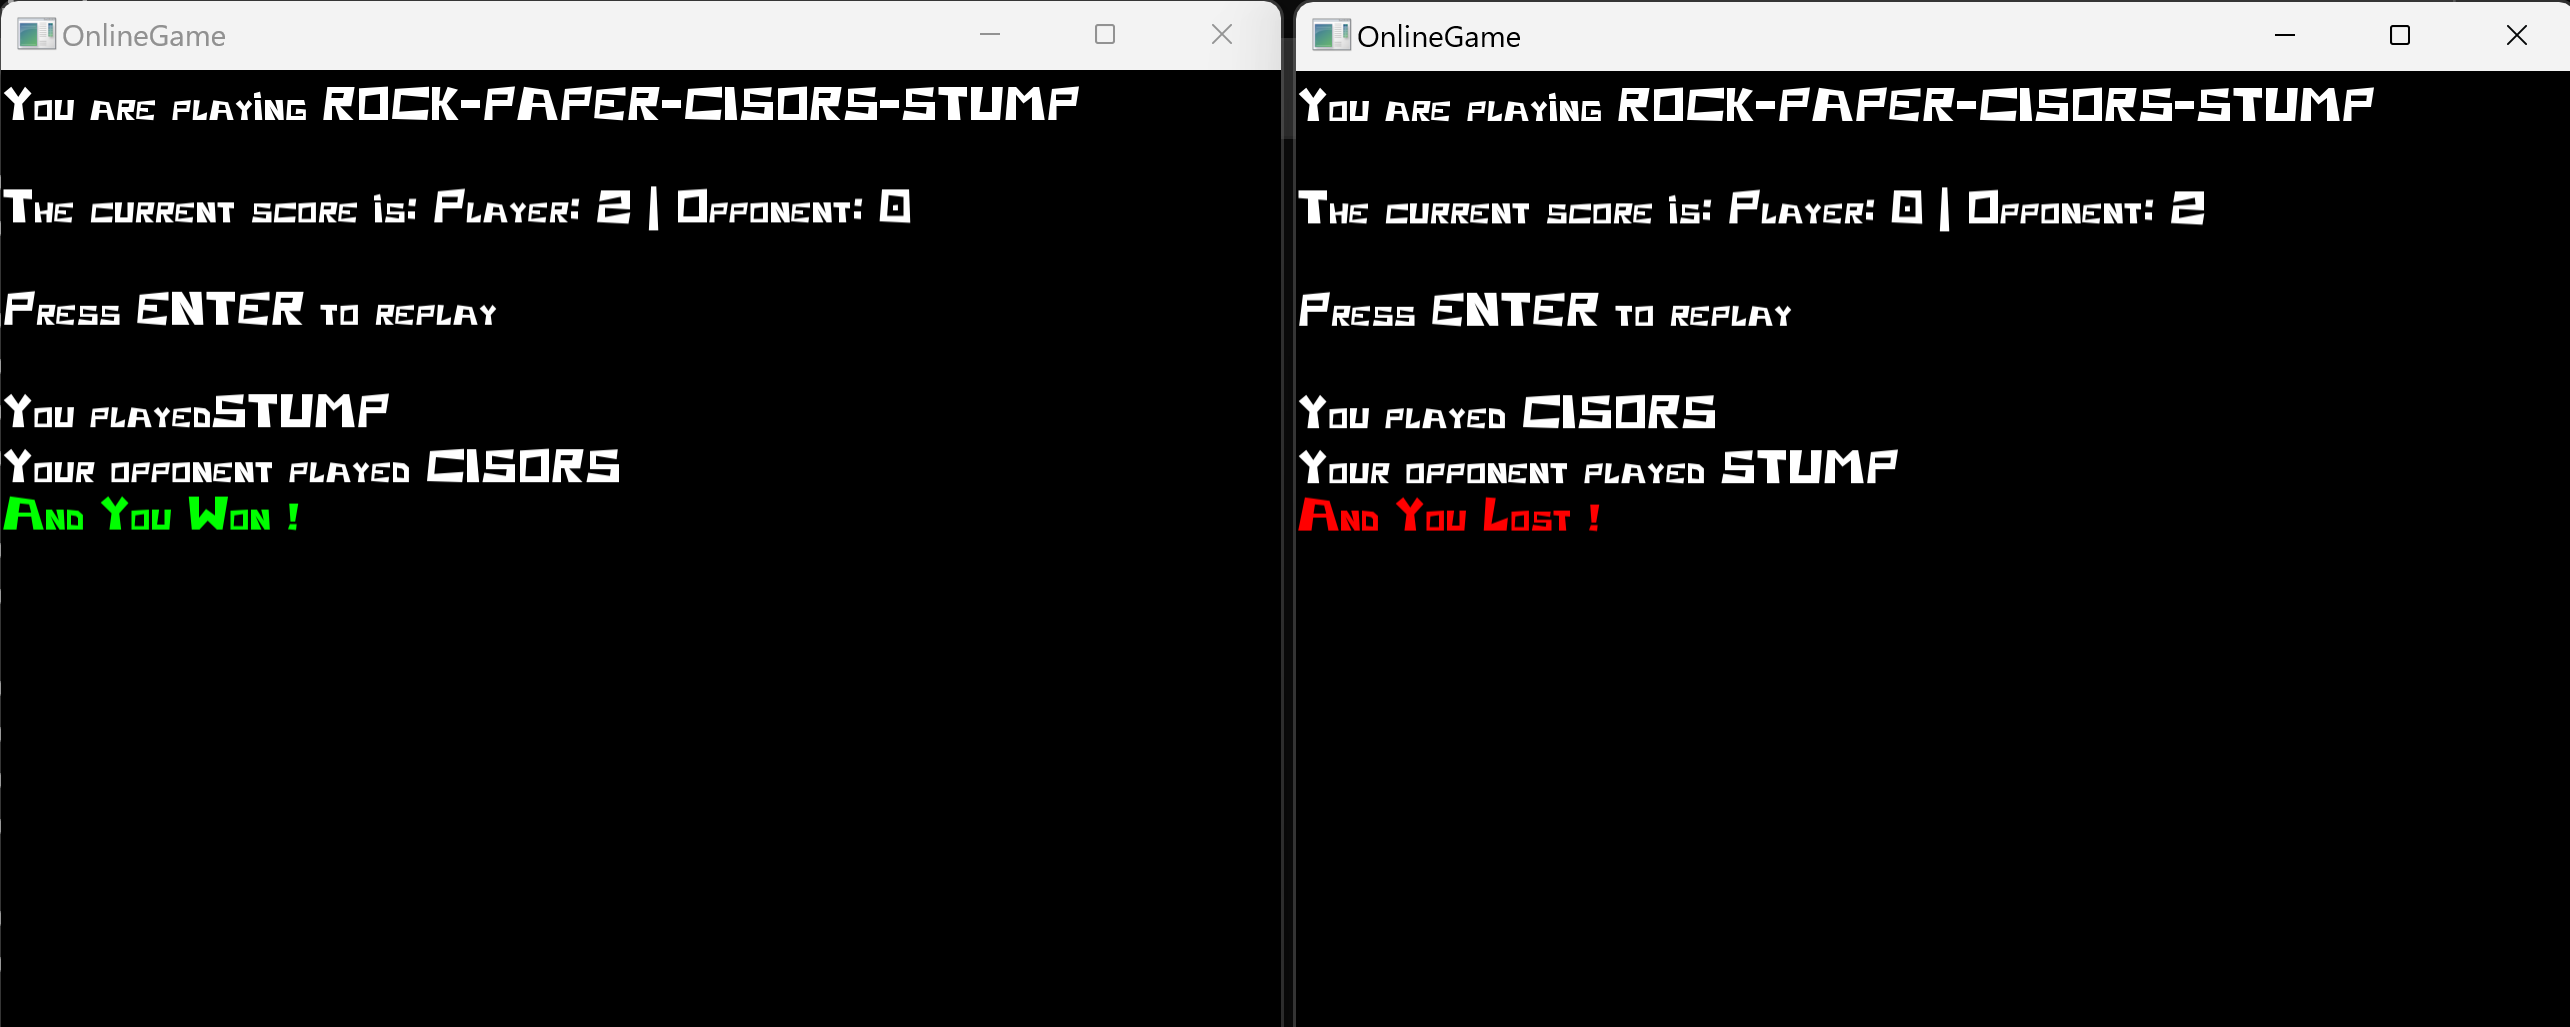 OnlineGame
You are playing ROCK-PAPER-CISORS-STUMP
The current score is: Player: 2 | Opponent: 0
Press ENTER to replay
You playedSTUMP
Your opponent played CISORS
And You Won !
OnlineGame
You are playing ROCK-PAPER-CISORS-STUMP
The current score is: Player: 0 | Opponent: 2
Press ENTER to replay
You played CISORS
Your opponent played STUMP
And You Lost !